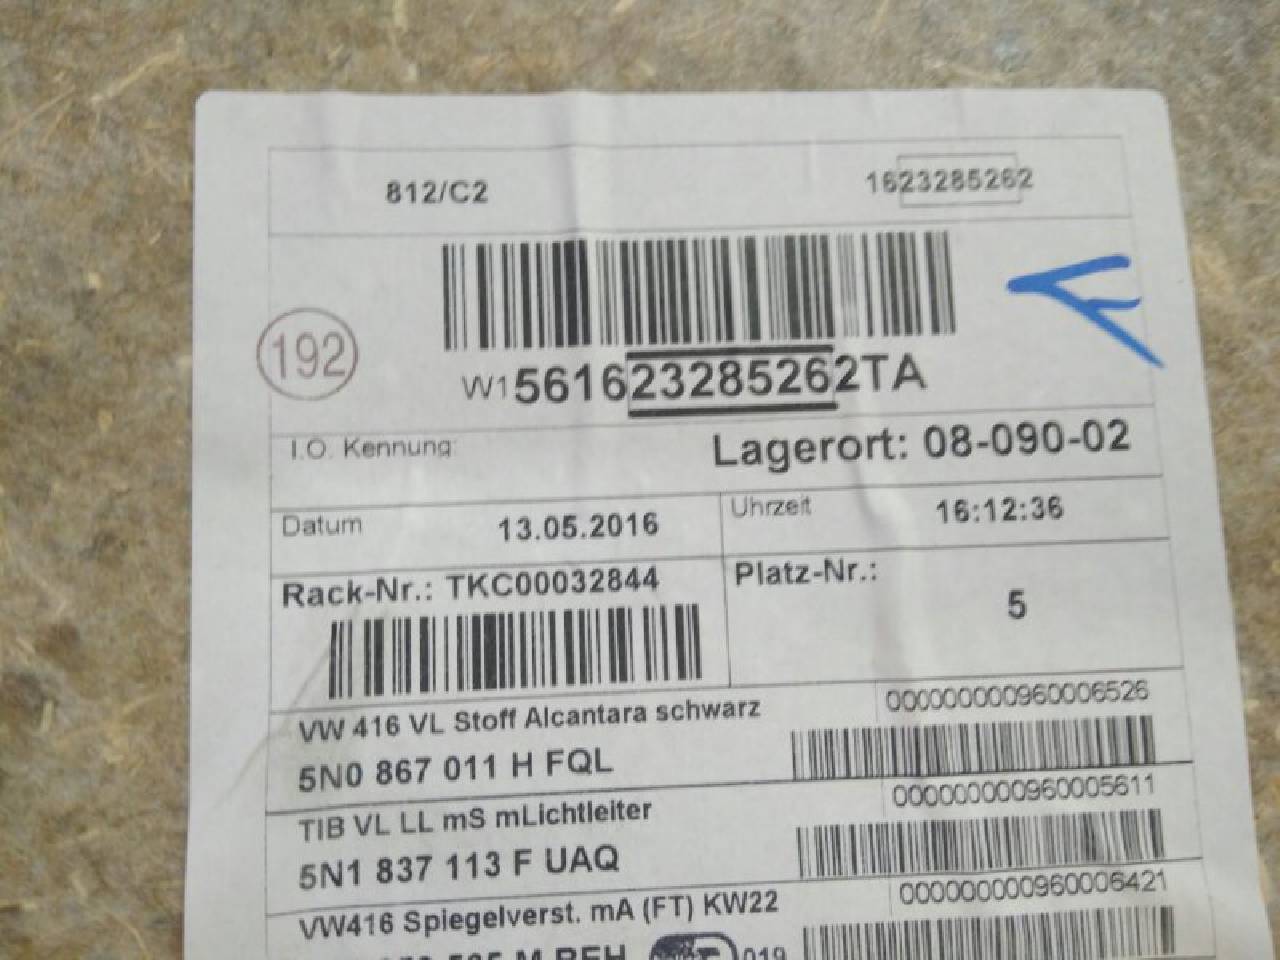 812/C2
1623285262
192
W1561623285262TA
I.O. Kennung:
Lagerort: 08-090-02
Datum
13.05.2016
Uhrzeit
16:12:36
Rack-Nr.: TKC00032844
Platz-Nr.:
5
VW 416 VL Stoff Alcantara schwarz
000000000960006526
5N0 867 011 H FQL
TIB VL LL mS mLichtleiter
000000000960005611
5N1 837 113 F UAQ
VW416 Spiegelverst. mA (FT) KW22
000000000960006421
019